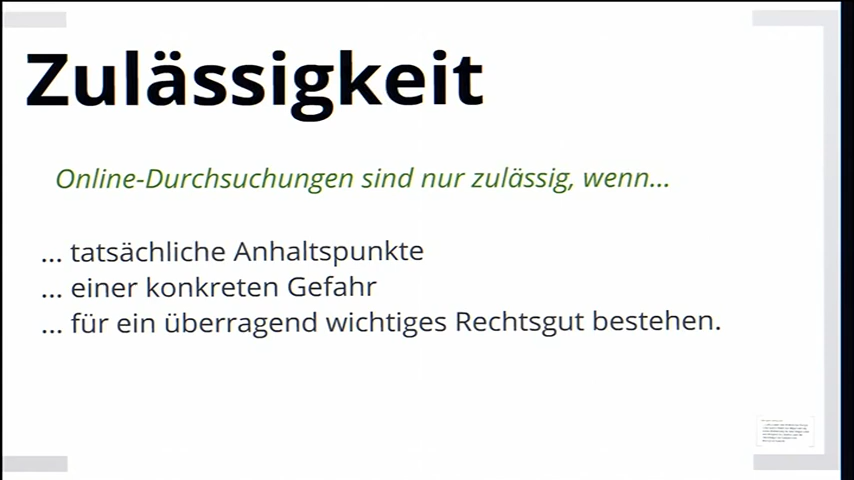 Zulässigkeit
Online-Durchsuchungen sind nur zulässig, wenn...
... tatsächliche Anhaltspunkte
... einer konkreten Gefahr
... für ein überragend wichtiges Rechtsgut bestehen.